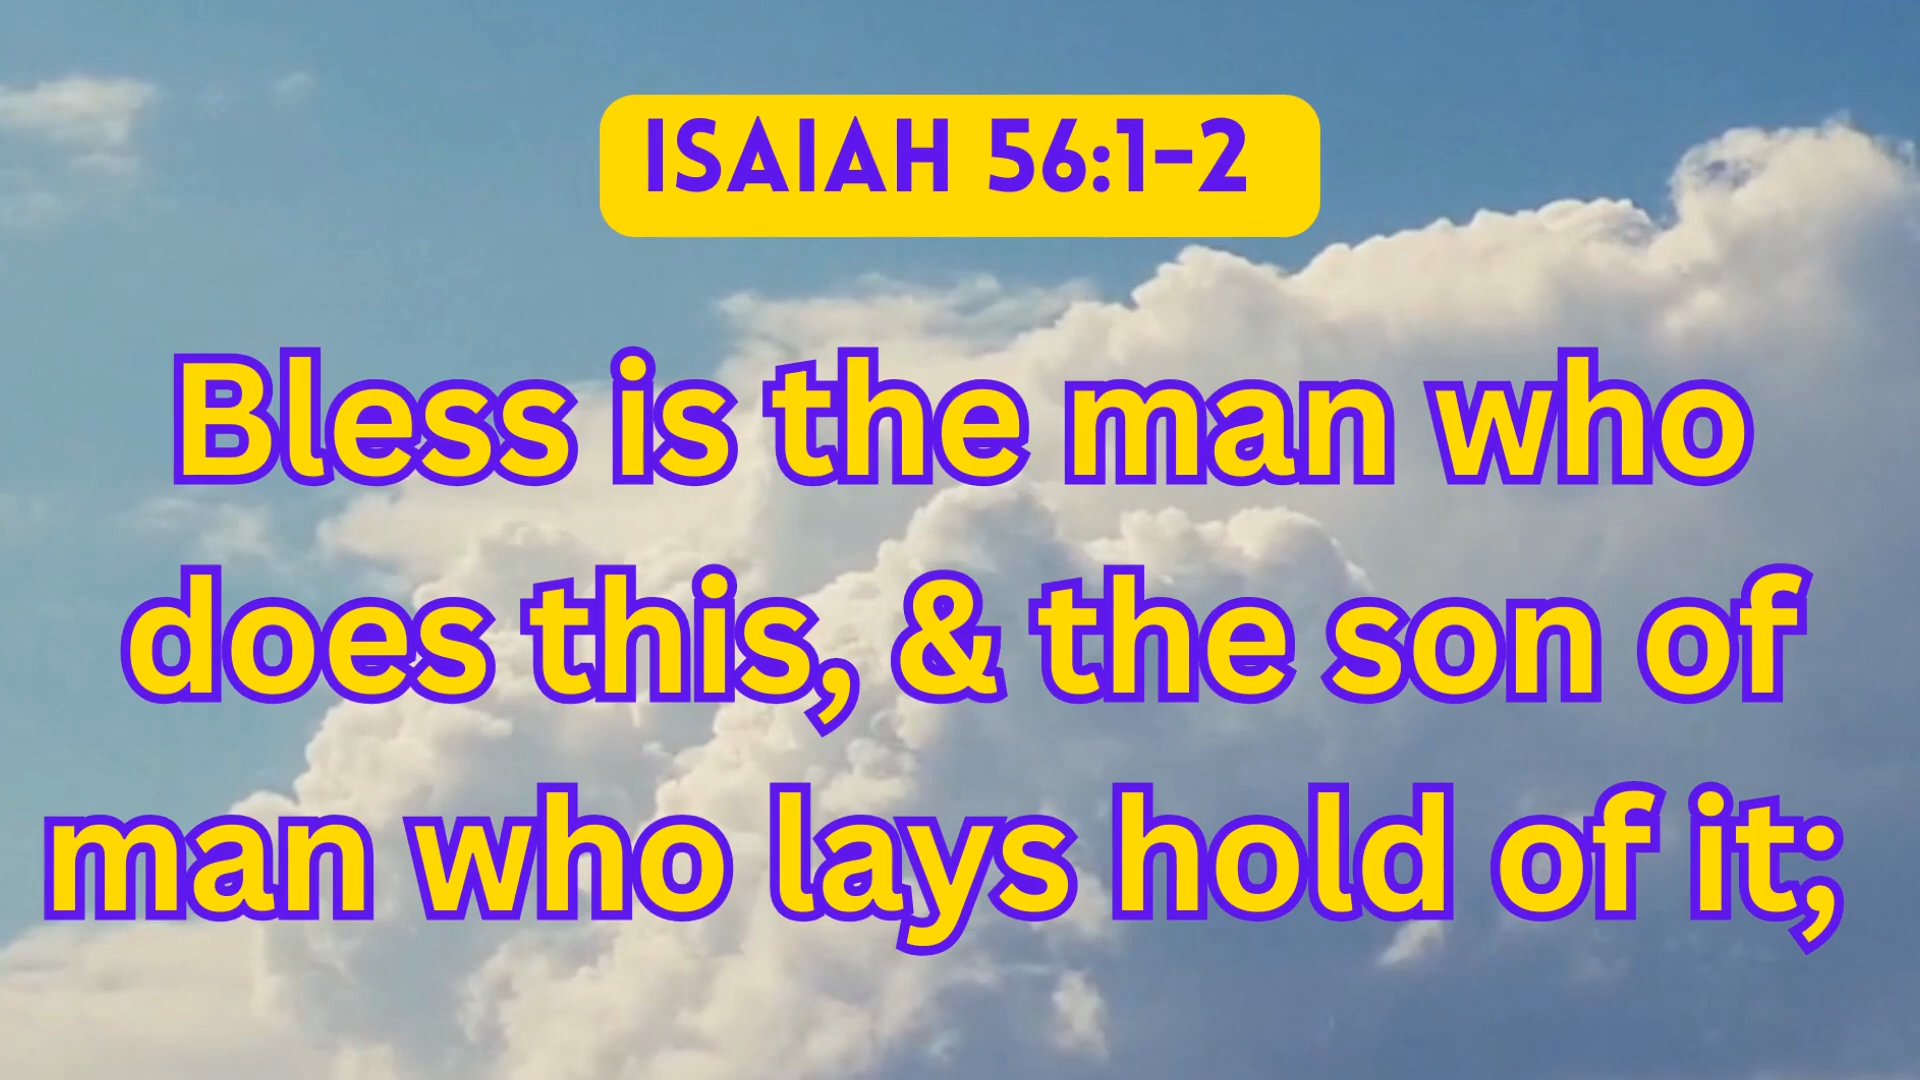 ISAIAH 56:1-2
Bless is the man who
does this, & the son of
man who lays hold of it;